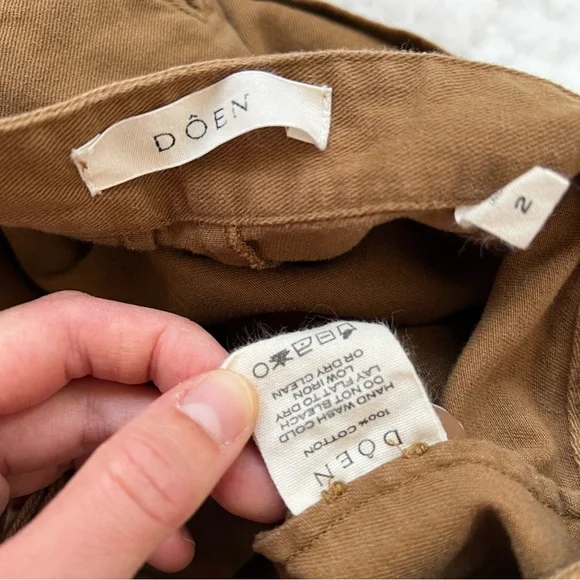 DÔEN
2
DÔEN
100% COTTON
HAND WASH COLD
DO NOT BLEACH
LAY FLAT TO DRY
LOW IRON
OR DRY CLEAN